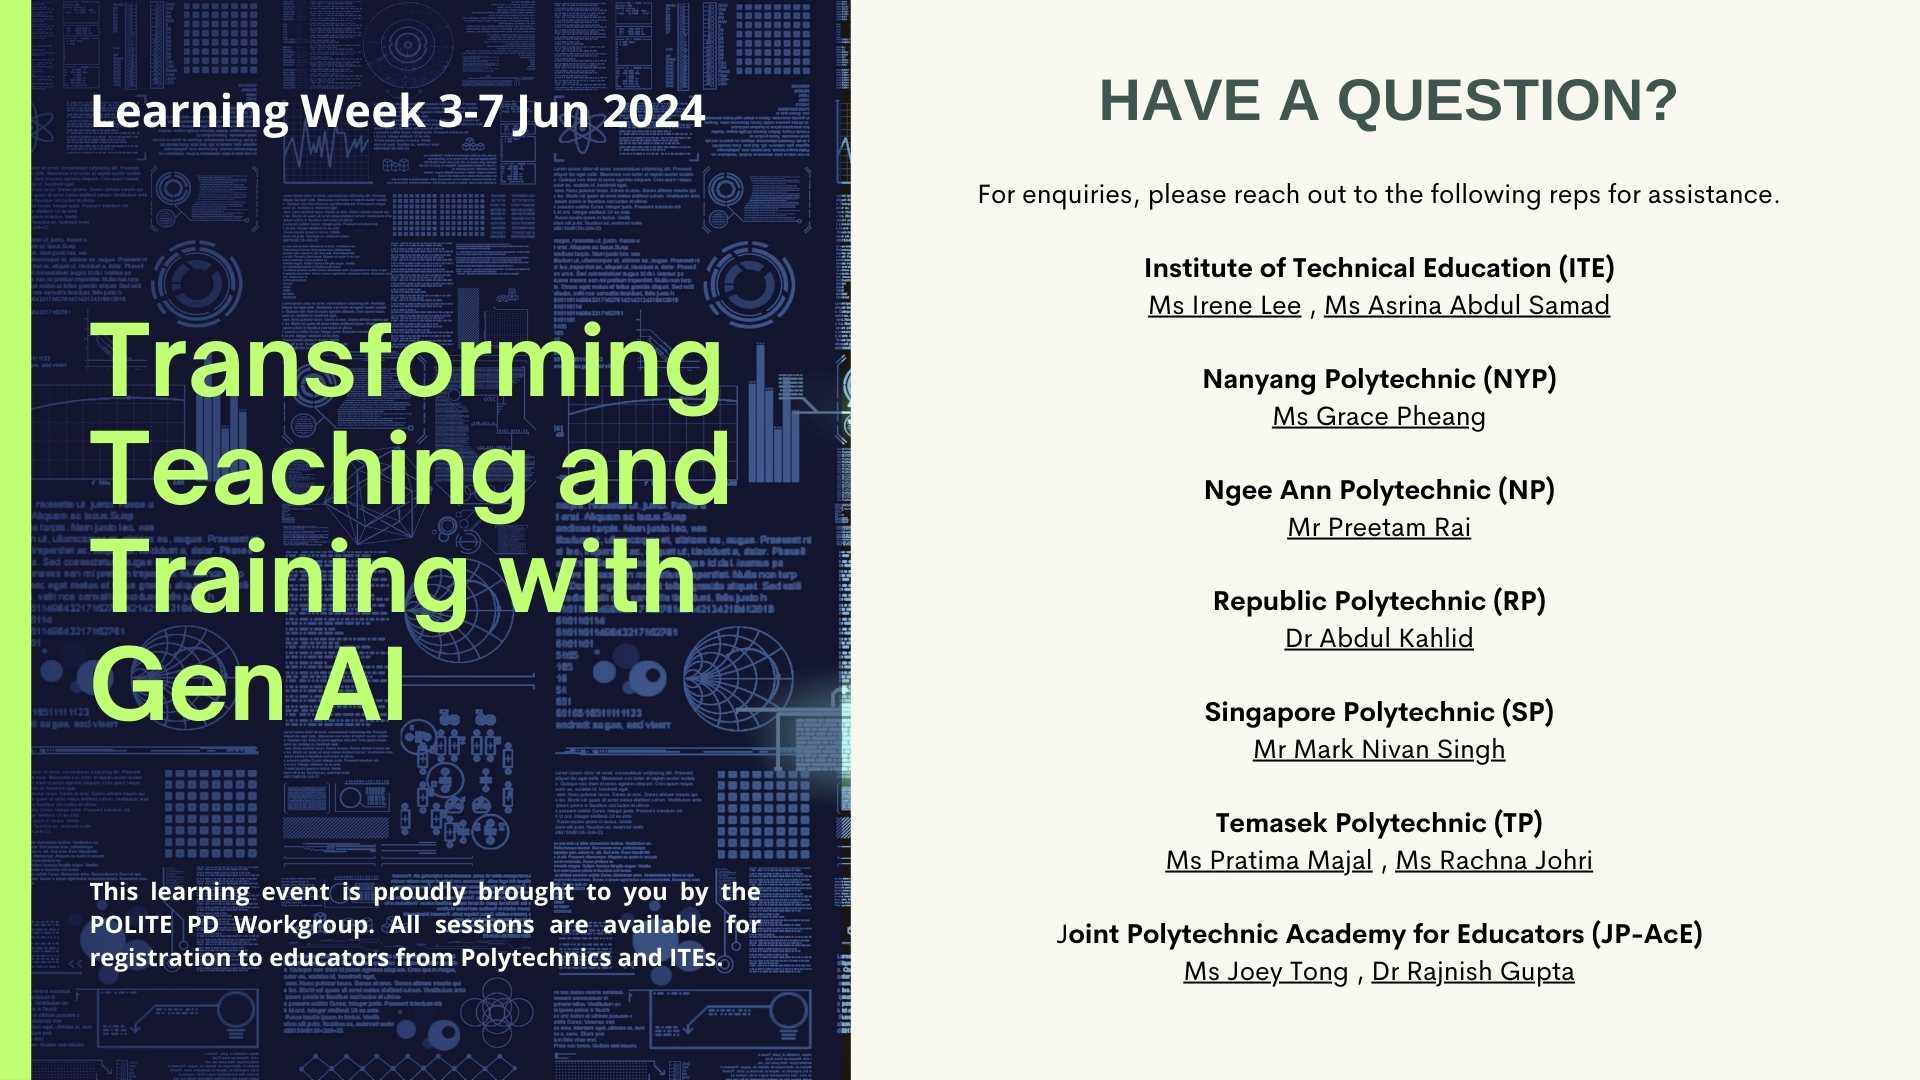 Learning Week 3-7 Jun 2024
Transforming
Teaching and
Training with
Gen AI
This learning event is proudly brought to you by the
POLITE PD Workgroup. All sessions are available for
registration to educators from Polytechnics and ITEs.
HAVE A QUESTION?
For enquiries, please reach out to the following reps for assistance.
Institute of Technical Education (ITE)
Ms Irene Lee , Ms Asrina Abdul Samad
Nanyang Polytechnic (NYP)
Ms Grace Pheang
Ngee Ann Polytechnic (NP)
Mr Preetam Rai
Republic Polytechnic (RP)
Dr Abdul Kahlid
Singapore Polytechnic (SP)
Mr Mark Nivan Singh
Temasek Polytechnic (TP)
Ms Pratima Majal , Ms Rachna Johri
Joint Polytechnic Academy for Educators (JP-AcE)
Ms Joey Tong , Dr Rajnish Gupta